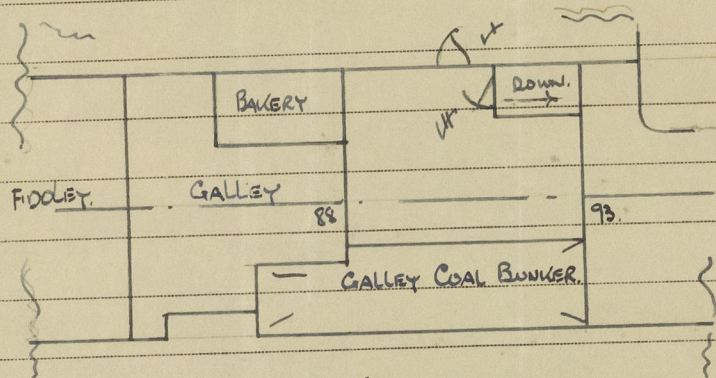 BAKERY
DOWN.
FIDDLEY.
GALLEY
88
93.
GALLEY COAL BUNKER.